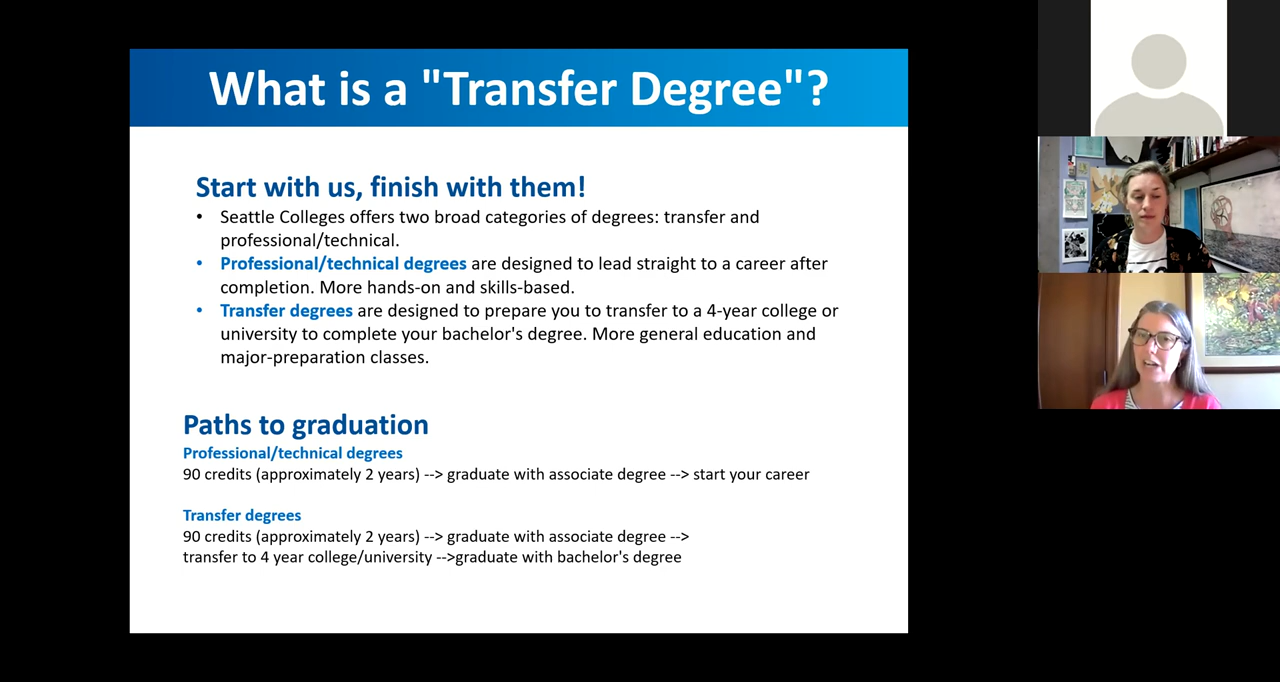 What is a "Transfer Degree"?
Start with us, finish with them!
• Seattle Colleges offers two broad categories of degrees: transfer and
professional/technical.
• Professional/technical degrees are designed to lead straight to a career after
completion. More hands-on and skills-based.
• Transfer degrees are designed to prepare you to transfer to a 4-year college or
university to complete your bachelor's degree. More general education and
major-preparation classes.
Paths to graduation
Professional/technical degrees
90 credits (approximately 2 years) --> graduate with associate degree --> start your career
Transfer degrees
90 credits (approximately 2 years) --> graduate with associate degree -->
transfer to 4 year college/university -->graduate with bachelor's degree